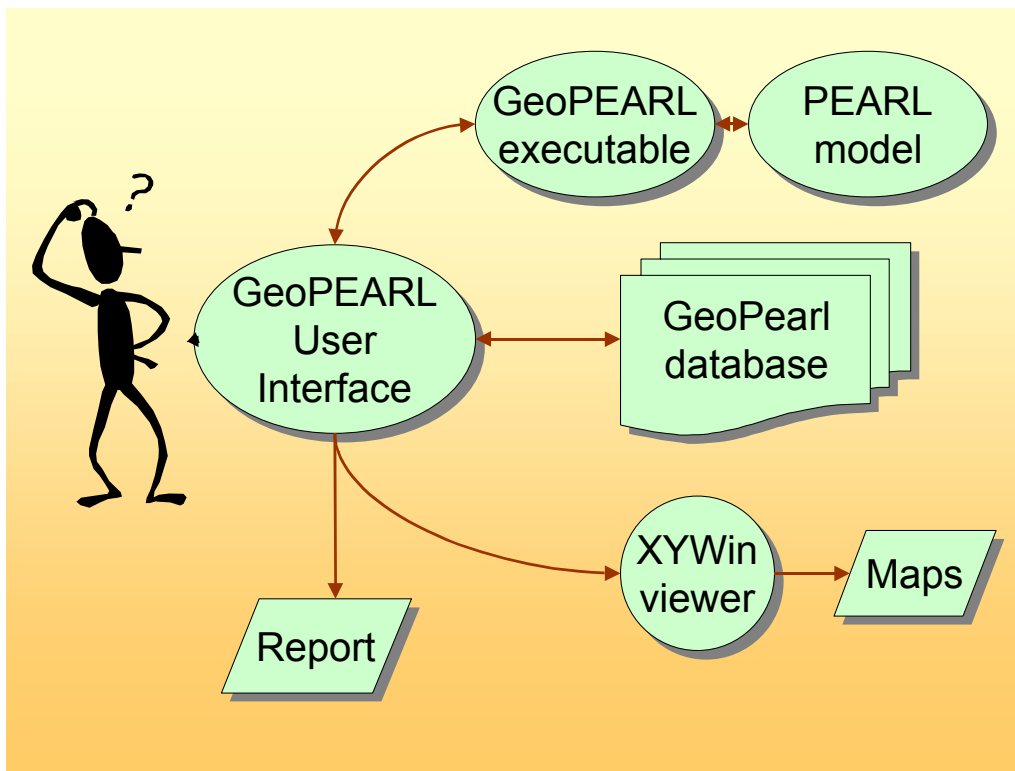 GeoPEARL
executable
PEARL
model
?
GeoPEARL
User
Interface
GeoPearl
database
XYWin
viewer
Maps
Report